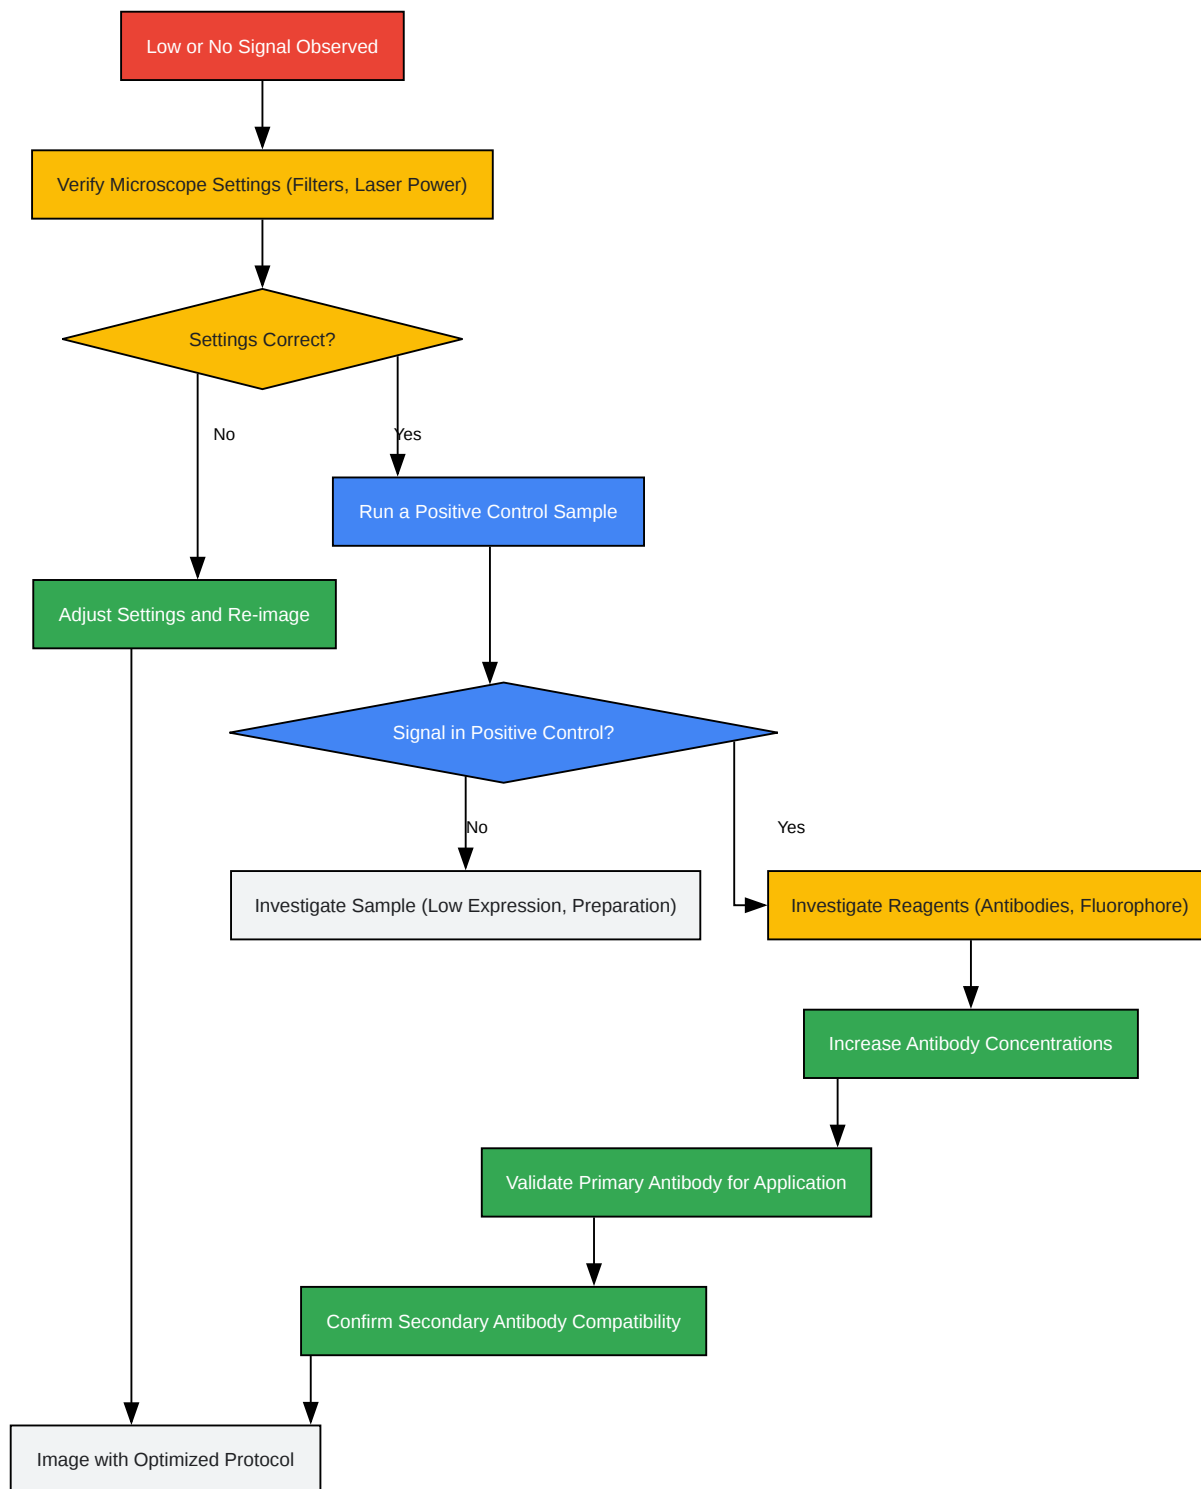 Low or No Signal Observed
Verify Microscope Settings (Filters, Laser Power)
Settings Correct?
No
Yes
Run a Positive Control Sample
Adjust Settings and Re-image
Signal in Positive Control?
No
Yes
Investigate Sample (Low Expression, Preparation)
Investigate Reagents (Antibodies, Fluorophore)
Increase Antibody Concentrations
Validate Primary Antibody for Application
Confirm Secondary Antibody Compatibility
Image with Optimized Protocol